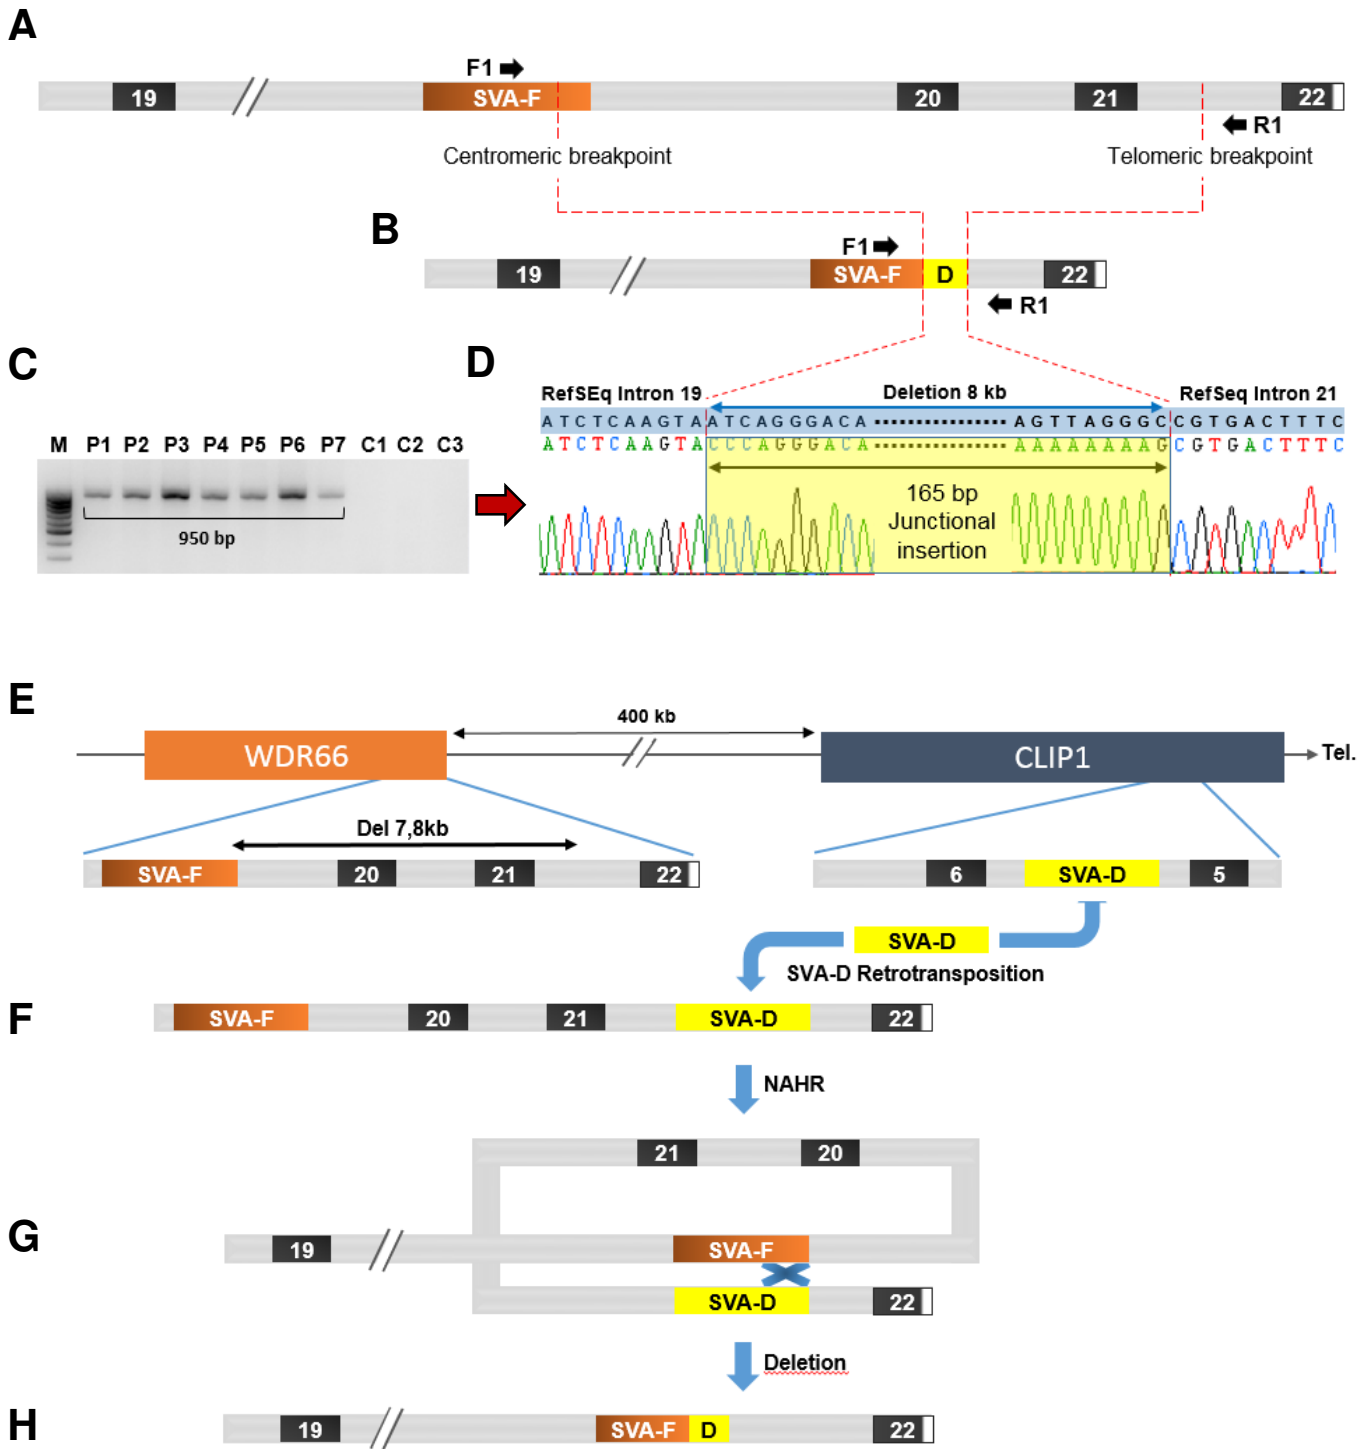 A
F1
19 SVA-F 20 21 22
R1
Centromeric breakpoint Telomeric breakpoint
B
F1
19 SVA-F D 22
R1
C
D
RefSEq Intron 19 Deletion 8 kb RefSeq Intron 21
ATCTCAAGTAATCAGGGACA AGTTAGGGCCGTGACTTTC
ATCTCAAGTACCCAGGGACA AAAAAAAAGCGTGACTTTC
M P1 P2 P3 P4 P5 P6 P7 C1 C2 C3
950 bp
165 bp
Junctional
insertion
E
400 kb
WDR66 CLIP1 Tel.
Del 7,8kb
SVA-F 20 21 22 6 SVA-D 5
SVA-D
SVA-D Retrotransposition
F
SVA-F 20 21 SVA-D 22
NAHR
21 20
G
19 SVA-F
SVA-D 22
Deletion
H
19 SVA-F D 22